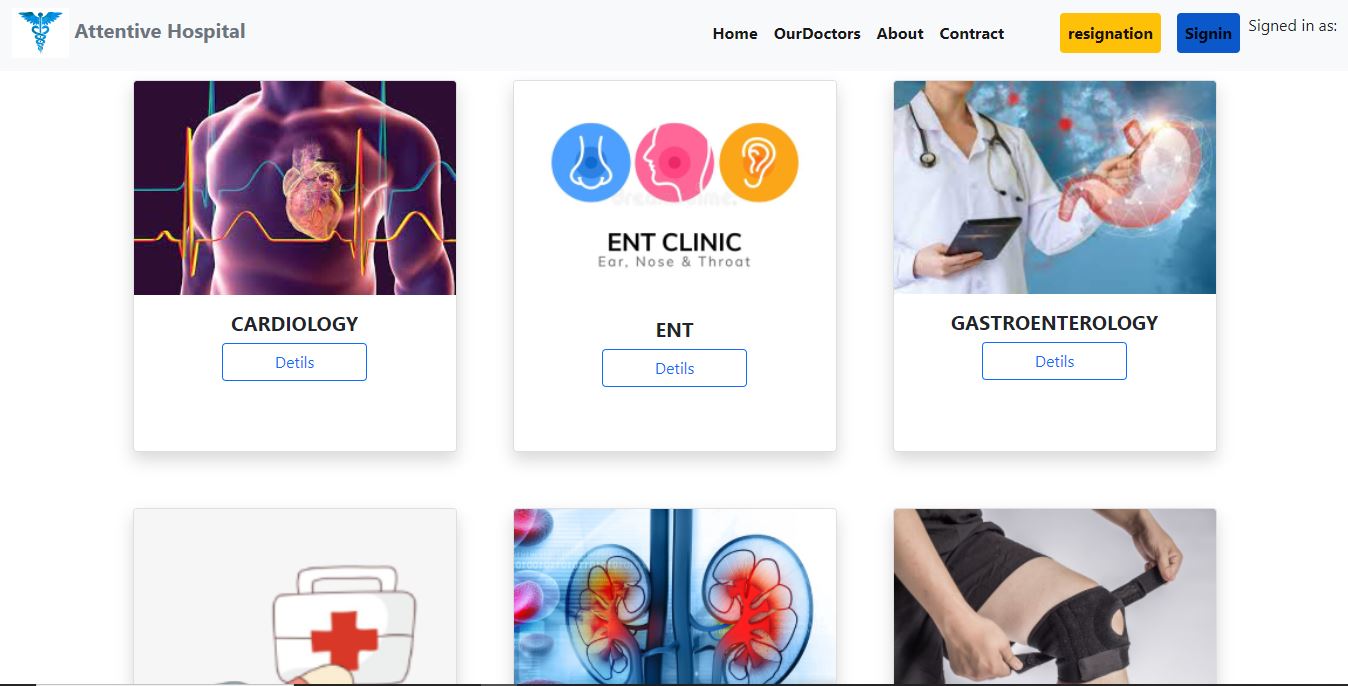 Attentive Hospital
Home OurDoctors About Contract resignation Signin Signed in as:
ENT CLINIC
Ear, Nose & Throat
CARDIOLOGY
Detils
ENT
Detils
GASTROENTEROLOGY
Detils